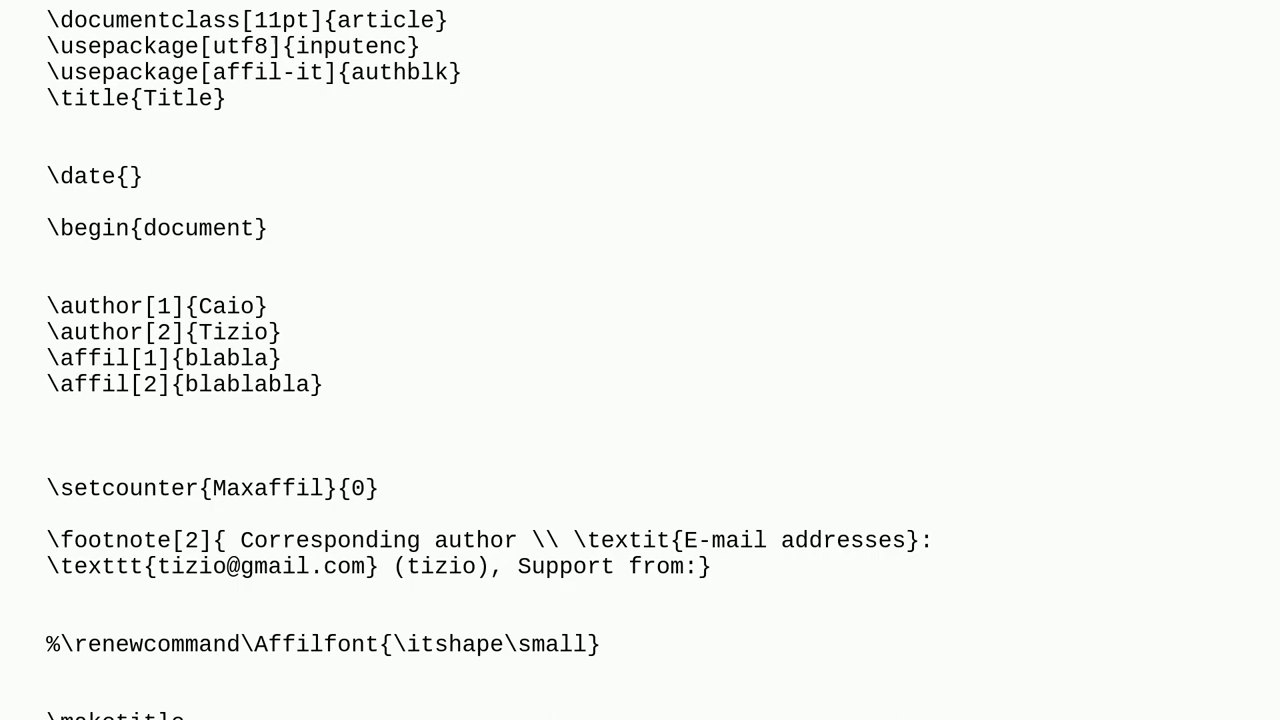 \documentclass[11pt]{article}
\usepackage[utf8]{inputenc}
\usepackage[affil-it]{authblk}
\title{Title}
\date{}
\begin{document}
\author[1]{Caio}
\author[2]{Tizio}
\affil[1]{blabla}
\affil[2]{blablabla}
\setcounter{Maxaffil}{0}
\footnote[2]{ Corresponding author \\ \textit{E-mail addresses}:
\texttt{tizio@gmail.com} (tizio), Support from:}
%\renewcommand\Affilfont{\itshape\small}
\maketitle